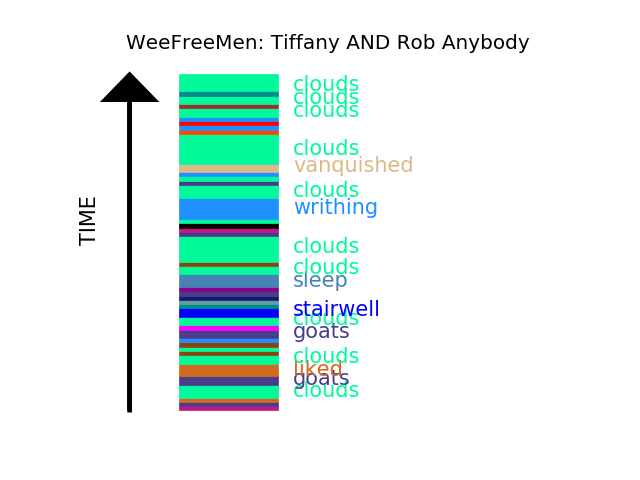 WeeFreeMen: Tiffany AND Rob Anybody
clouds
clouds
clouds
clouds
vanquished
clouds
writhing
clouds
clouds
sleep
stairwell
clouds
goats
clouds
liked
goats
clouds
TIME